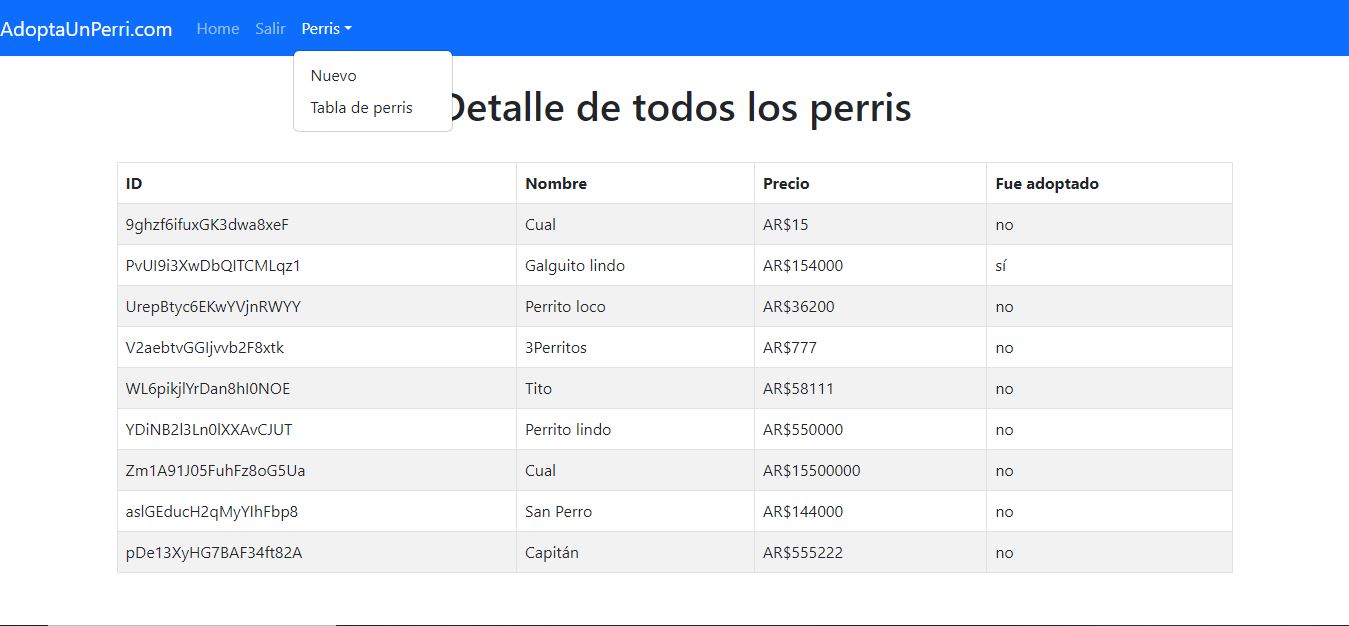 AdoptaUnPerri.com Home Salir Perris
Nuevo
Tabla de perris
Detalle de todos los perris
ID Nombre Precio Fue adoptado
9ghzf6ifuxGK3dwa8xeF Cual AR$15 no
PvUI9i3XwDbQITCMLqz1 Galguito lindo AR$154000 sí
UrepBtyc6EKwYVjnRWYY Perrito loco AR$36200 no
V2aebtvGGIjvvb2F8xtk 3Perritos AR$777 no
WL6pikjlYrDan8hI0NOE Tito AR$58111 no
YDiNB2l3Ln0lXXAvCJUT Perrito lindo AR$550000 no
Zm1A91J05FuhFz8oG5Ua Cual AR$15500000 no
aslGEducH2qMyYIhFbp8 San Perro AR$144000 no
pDe13XyHG7BAF34ft82A Capitán AR$555222 no